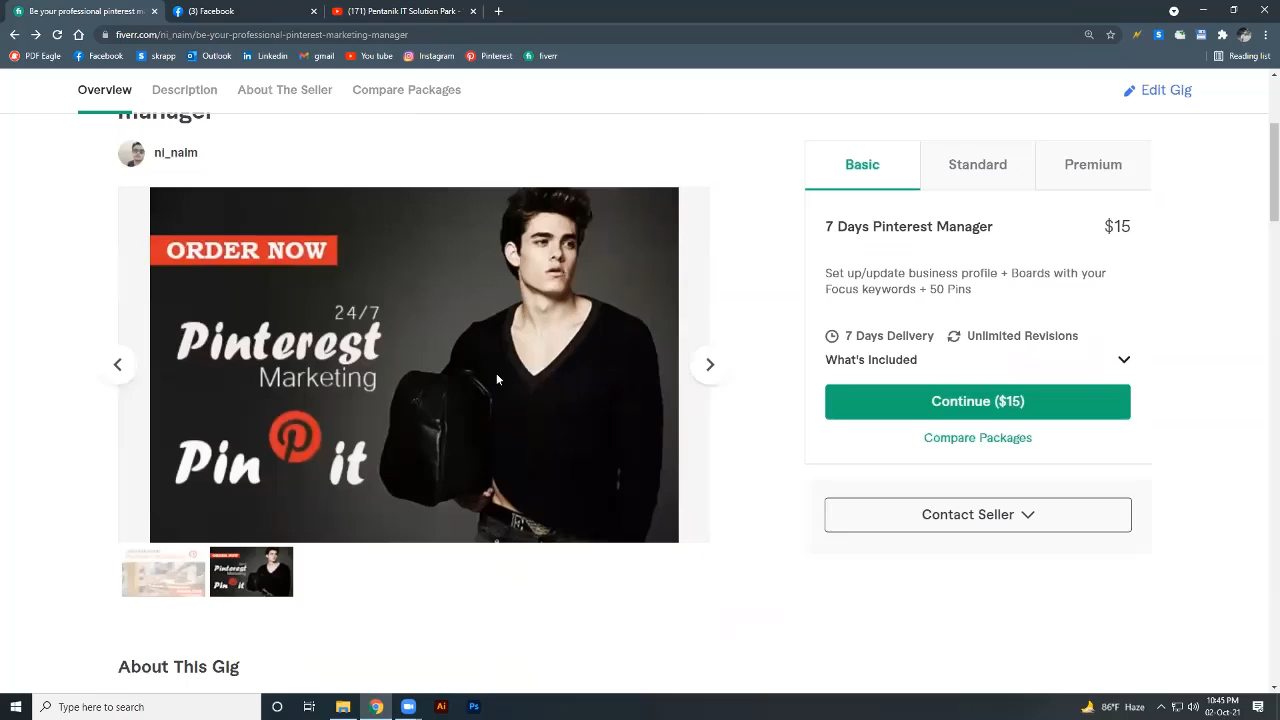 Be your professional pinterest m
(3) Facebook
(171) Pentanik IT Solution Park -
fiverr.com/ni_naim/be-your-professional-pinterest-marketing-manager
PDF Eagle
Facebook
skrapp
Outlook
Linkedin
gmail
YouTube
Instagram
Pinterest
fiverr
Reading list
Overview
Description
About The Seller
Compare Packages
Edit Gig
manager
ni_naim
Basic
Standard
Premium
ORDER NOW
24/7
Pinterest
Marketing
Pin it
7 Days Pinterest Manager
$15
Set up/update business profile + Boards with your
Focus keywords + 50 Pins
7 Days Delivery
Unlimited Revisions
What's Included
Continue ($15)
Compare Packages
Contact Seller
About This Gig
Type here to search
Ai
Ps
86°F Haze
10:45 PM
02-Oct-21